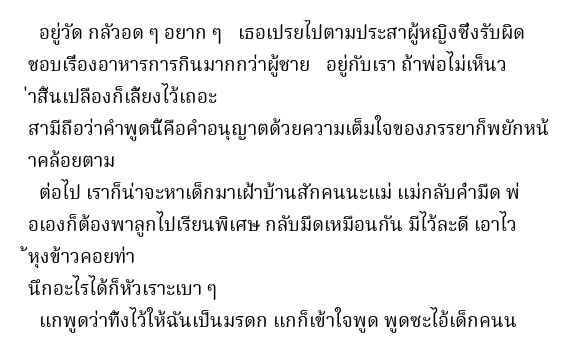 อยู่วัด กลัวอด ๆ อยาก ๆ   เธอเปรยไปตามประสาผู้หญิงซึ่งรับผิด
ชอบเรื่องอาหารการกินมากกว่าผู้ชาย   อยู่กับเรา ถ้าพ่อไม่เห็นว
่าสิ้นเปลืองก็เลี้ยงไว้เถอะ
สามีถือว่าคำพูดนี้คือคำอนุญาตด้วยความเต็มใจของภรรยาก็พยักหน้
าคล้อยตาม
ต่อไป เราก็น่าจะหาเด็กมาเฝ้าบ้านสักคนนะแม่ แม่กลับค่ำมืด พ่
อเองก็ต้องพาลูกไปเรียนพิเศษ กลับมืดเหมือนกัน มีไว้ละดี เอาไว
้หุงข้าวคอยท่า
นึกอะไรได้ก็หัวเราะเบา ๆ
แกพูดว่าทิ้งไว้ให้ฉันเป็นมรดก แกก็เข้าใจพูด พูดซะไอ้เด็กคนน